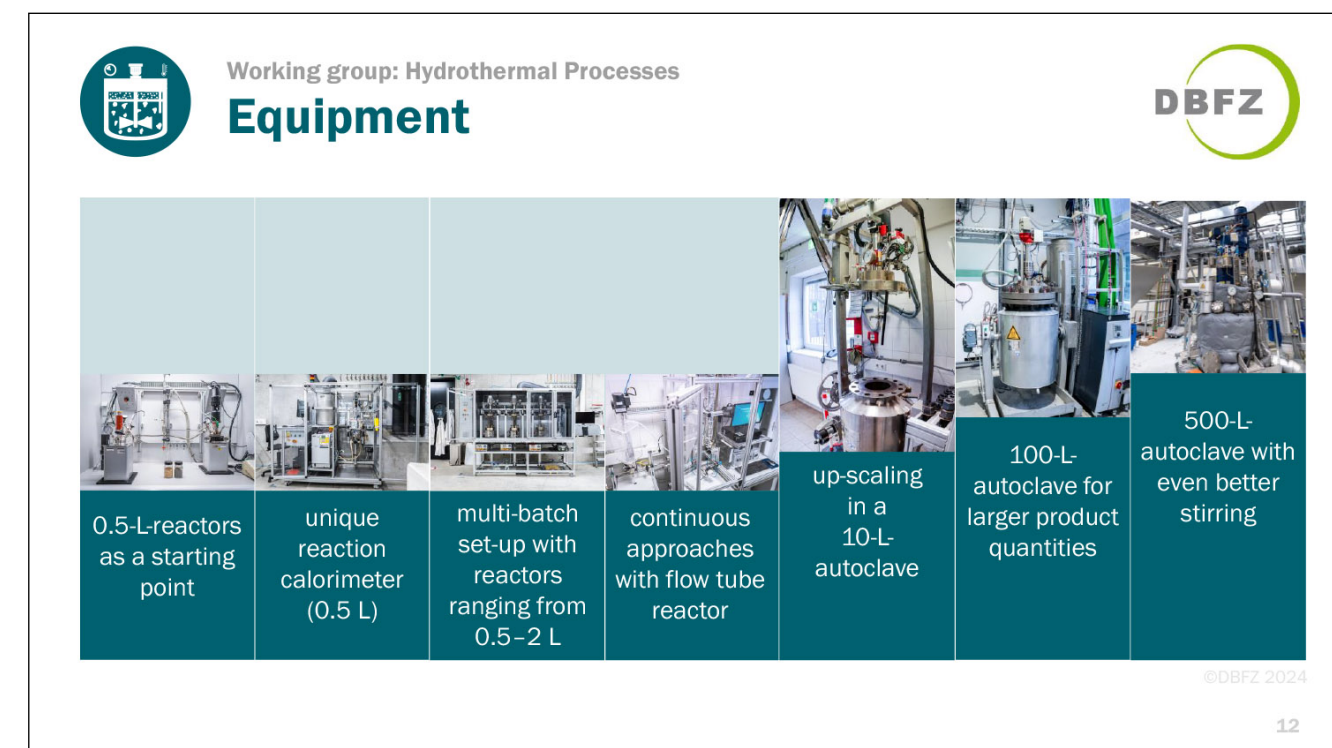 Working group: Hydrothermal Processes
Equipment
DBFZ
0.5-L-reactors
as a starting
point
unique
reaction
calorimeter
(0.5 L)
multi-batch
set-up with
reactors
ranging from
0.5–2 L
continuous
approaches
with flow tube
reactor
up-scaling
in a
10-L-
autoclave
100-L-
autoclave for
larger product
quantities
500-L-
autoclave with
even better
stirring
©DBFZ 2024
12